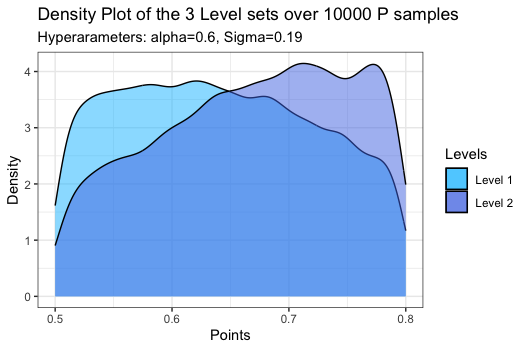 Density Plot of the 3 Level sets over 10000 P samples
Hyperarameters: alpha=0.6, Sigma=0.19
4
3
2
1
0
Density
0.5 0.6 0.7 0.8
Points
Levels
Level 1
Level 2